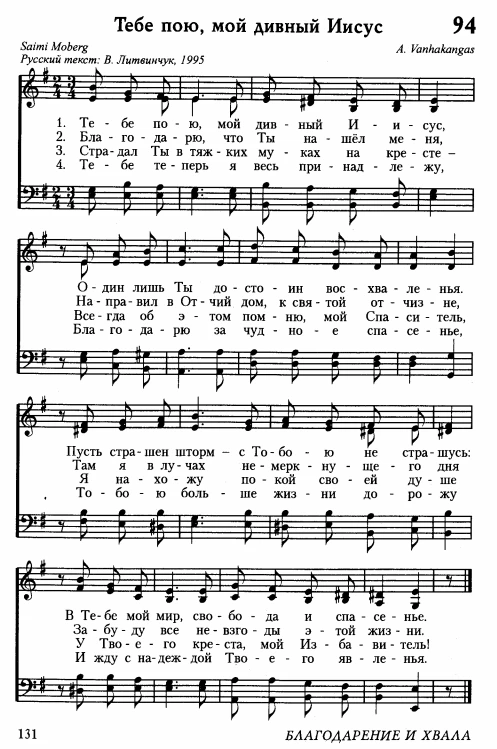 Тебе пою, мой дивный Иисус 94
Saimi Moberg A. Vanhakangas
Русский текст: В. Литвинчук, 1995
2 3
4 4
1. Те - бе по - ю, мой див - ный И - и - сус,
2. Бла - го - да - рю, что Ты на - шёл ме - ня,
3. Стра - дал Ты в тяж - ких му - ках на кре - сте –
4. Те - бе те - перь я весь при - над - ле - жу,
2 3
4 4
О - дин лишь Ты до - сто - ин вос - хва - ле - нья.
На - пра - вил в От - чий дом, к свя - той от - чиз - не,
Все - гда об э - том пом - ню, мой Спа - си - тель,
Бла - го - да - рю за чуд - но - е спа - се - нье,
Пусть стра - шен шторм – с То - бо - ю не стра - шусь:
Там я в лу - чах не - мерк - ну - ще - го дня
Я на - хо - жу по - кой сво - ей ду - ше
То - бо - ю боль - ше жиз - ни до - ро - жу
В Те - бе мой мир, сво - бо - да и спа - се - нье.
За - бу - ду все не - взго - ды э - той жиз - ни.
У Тво - е - го кре - ста, мой Из - ба - ви - тель!
И жду с на - деж - дой Тво - е - го яв - ле - нья.
131 БЛАГОДАРЕНИЕ И ХВАЛА